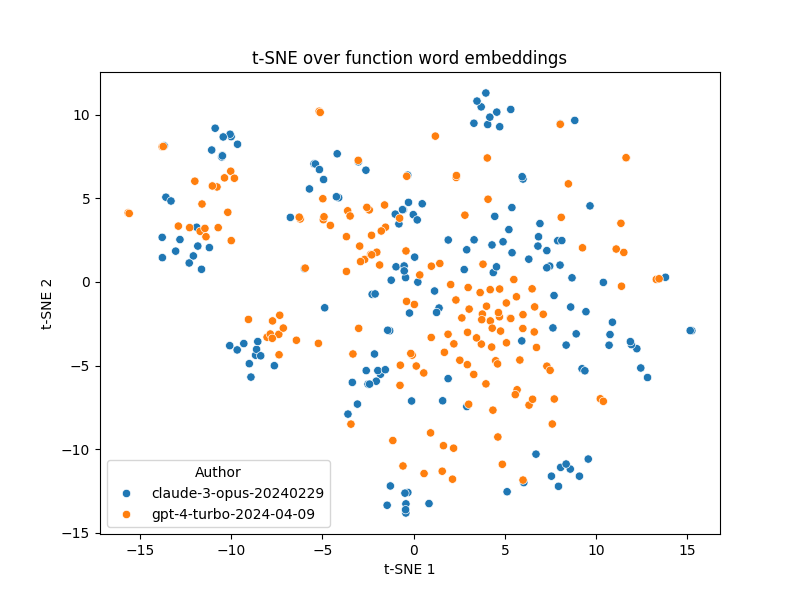 t-SNE over function word embeddings
t-SNE 2
10
5
0
−5
−10
−15
Author
claude-3-opus-20240229
gpt-4-turbo-2024-04-09
−15
−10
−5
0
5
10
15
t-SNE 1